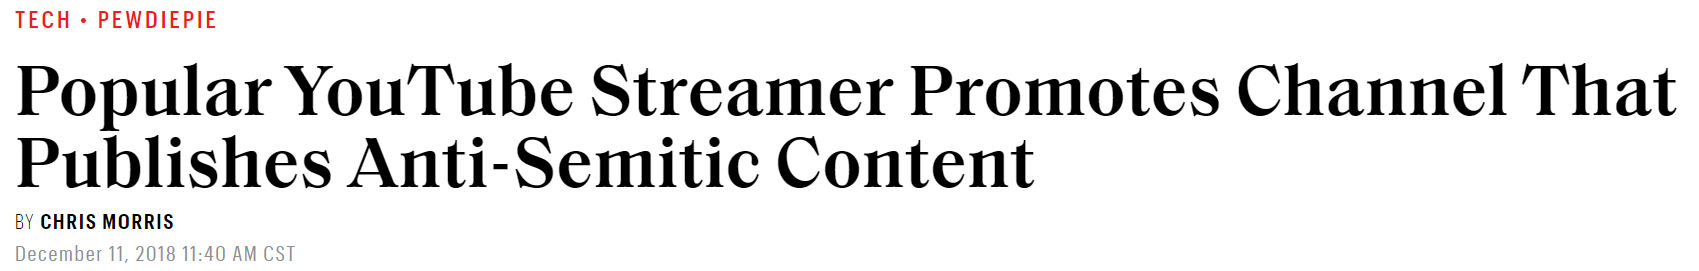 TECH • PEWDIEPIE
Popular YouTube Streamer Promotes Channel That
Publishes Anti-Semitic Content
BY CHRIS MORRIS
December 11, 2018 11:40 AM CST